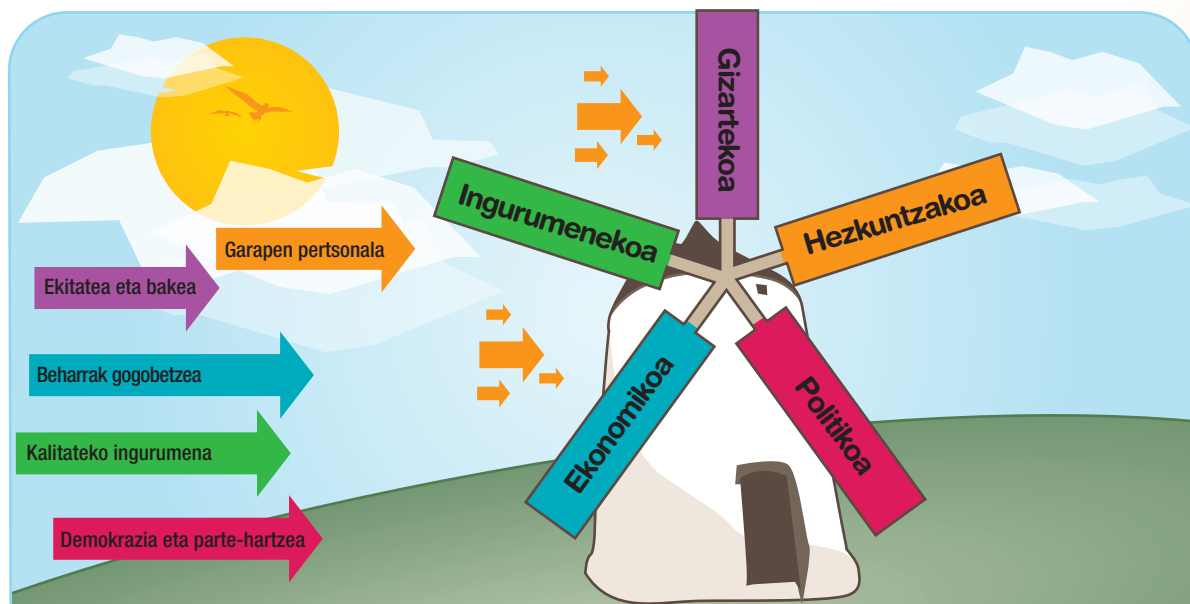 Gizartekoa
Ingurumenekoa
Hezkuntzakoa
Garapen pertsonala
Ekitatea eta bakea
Beharrak gogobetzea
Ekonomikoa
Politikoa
Kalitateko ingurumena
Demokrazia eta parte-hartzea